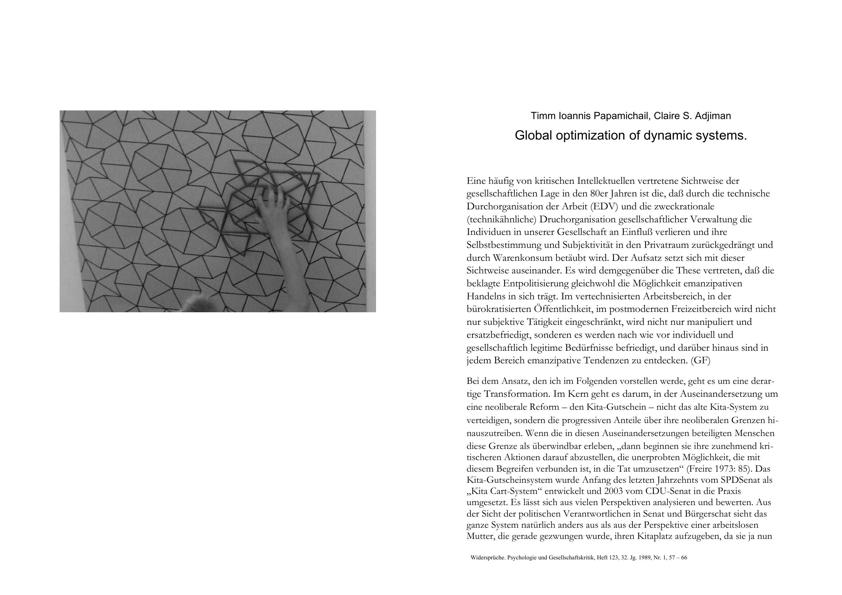 Timm Ioannis Papamichail, Claire S. Adjiman
Global optimization of dynamic systems.
Eine häufig von kritischen Intellektuellen vertretene Sichtweise der
gesellschaftlichen Lage in den 80er Jahren ist die, daß durch die technische
Durchorganisation der Arbeit (EDV) und die zweckrationale
(technikähnliche) Druchorganisation gesellschaftlicher Verwaltung die
Individuen in unserer Gesellschaft an Einfluß verlieren und ihre
Selbstbestimmung und Subjektivität in den Privatraum zurückgedrängt und
durch Warenkonsum betäubt wird. Der Aufsatz setzt sich mit dieser
Sichtweise auseinander. Es wird demgegenüber die These vertreten, daß die
beklagte Entpolitisierung gleichwohl die Möglichkeit emanzipativen
Handelns in sich trägt. Im vertechnisierten Arbeitsbereich, in der
bürokratisierten Öffentlichkeit, im postmodernen Freizeitbereich wird nicht
nur subjektive Tätigkeit eingeschränkt, wird nicht nur manipuliert und
ersatzbefriedigt, sonderen es werden nach wie vor individuell und
gesellschaftlich legitime Bedürfnisse befriedigt, und darüber hinaus sind in
jedem Bereich emanzipative Tendenzen zu entdecken. (GF)
Bei dem Ansatz, den ich im Folgenden vorstellen werde, geht es um eine derar-
tige Transformation. Im Kern geht es darum, in der Auseinandersetzung um
eine neoliberale Reform – den Kita-Gutschein – nicht das alte Kita-System zu
verteidigen, sondern die progressiven Anteile über ihre neoliberalen Grenzen hi-
nauszutreiben. Wenn die in diesen Auseinandersetzungen beteiligten Menschen
diese Grenze als überwindbar erleben, „dann beginnen sie ihre zunehmend kri-
tischeren Aktionen darauf abzustellen, die unerprobten Möglichkeit, die mit
diesem Begreifen verbunden ist, in die Tat umzusetzen“ (Freire 1973: 85). Das
Kita-Gutscheinsystem wurde Anfang des letzten Jahrzehnts vom SPDSenat als
„Kita Cart-System“ entwickelt und 2003 vom CDU-Senat in die Praxis
umgesetzt. Es lässt sich aus vielen Perspektiven analysieren und bewerten. Aus
der Sicht der politischen Verantwortlichen in Senat und Bürgerschat sieht das
ganze System natürlich anders aus als aus der Perspektive einer arbeitslosen
Mutter, die gerade gezwungen wurde, ihren Kitaplatz aufzugeben, da sie ja nun
Widersprüche. Psychologie und Gesellschaftskritik, Heft 123, 32. Jg. 1989, Nr. 1, 57 – 66